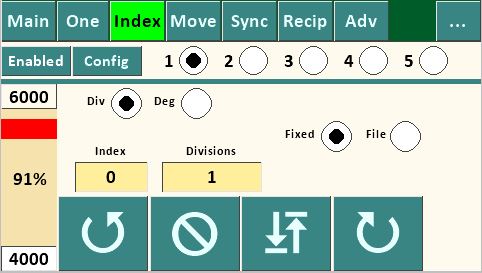 Main One Index Move Sync Recip Adv ...
Enabled Config 1 2 3 4 5
6000 Div Deg
Fixed File
Index Divisions
91% 0 1
4000